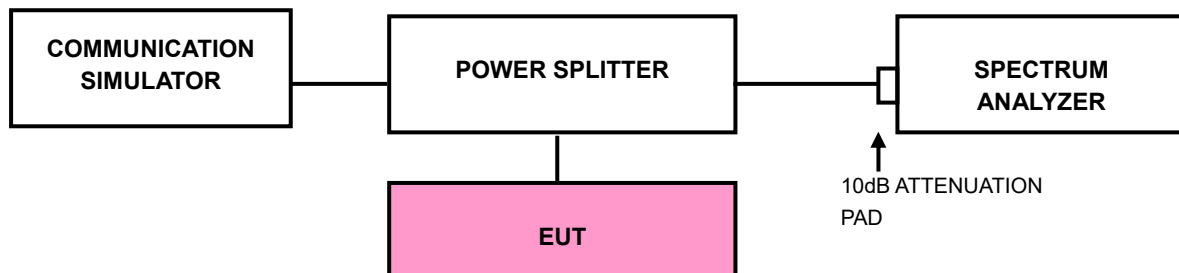 COMMUNICATION
SIMULATOR
POWER SPLITTER
SPECTRUM
ANALYZER
10dB ATTENUATION
PAD
EUT